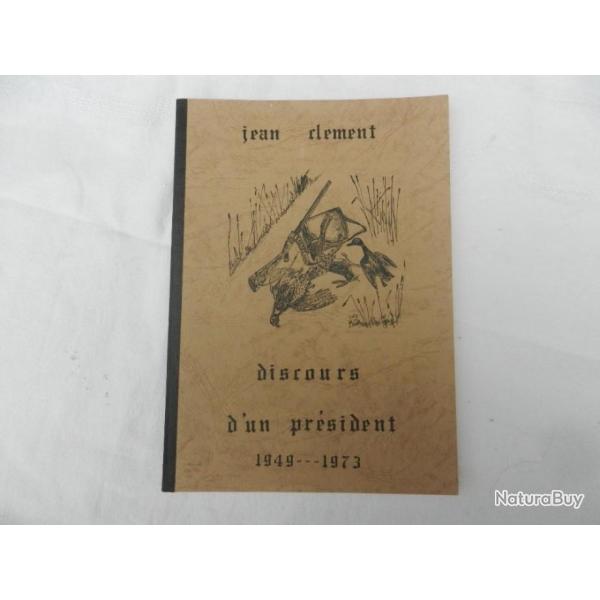 jean clement
discours
d'un président
1949---1973
NaturaBuy